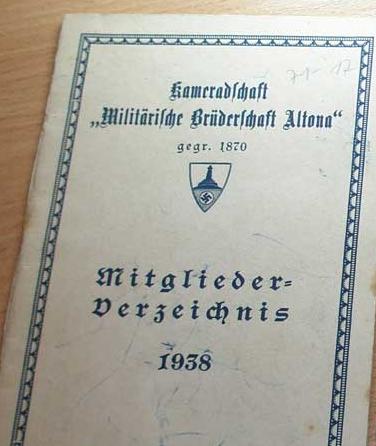 Kameradschaft
„Militärische Brüderschaft Altona“
gegr. 1870
Mitglieder=
Verzeichnis
1938